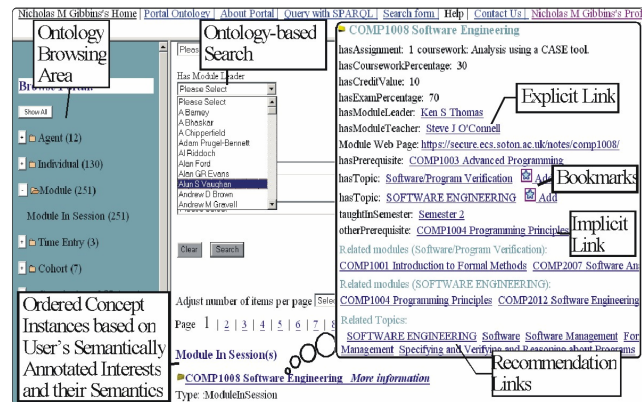 Nicholas M Gibbins's Home | Portal Ontology | About Portal | Query with SPARQL | Search form | Help | Contact Us | Nicholas M Gibbins's Prof
Ontology
Browsing
Area
Show All
Agent (12)
Individual (130)
Module (251)
Module In Session (251)
Time Entry (3)
Cohort (7)
Ordered Concept
Instances based on
User's Semantically
Annotated Interests
and their Semantics
Ontology-based
Search
Has Module Leader
Please Select
Please Select
A Barney
A Bhaskar
A Chipperfield
Adam Prugel-Bennett
Al Riddoch
Alan Ford
Alan GR Evans
Alun S Vaughan
Andrew D Brown
Andrew M Gravell
Clear Search
Adjust number of items per page
Page 1 | 2 | 3 | 4 | 5 | 6 | 7 | 8
Module In Session(s)
COMP1008 Software Engineering More information
Type: :ModuleInSession
COMP1008 Software Engineering
hasAssignment: 1 coursework: Analysis using a CASE tool.
hasCourseworkPercentage: 30
hasCreditValue: 10
hasExamPercentage: 70
hasModuleLeader: Ken S Thomas
hasModuleTeacher: Steve J O'Connell
Module Web Page: https://secure.ecs.soton.ac.uk/notes/comp1008/
hasPrerequisite: COMP1003 Advanced Programming
hasTopic: Software/Program Verification Add
hasTopic: SOFTWARE ENGINEERING Add
taughtInSemester: Semester 2
otherPrerequisite: COMP1004 Programming Principles
Related modules (Software/Program Verification):
COMP1001 Introduction to Formal Methods COMP2007 Software An
Related modules (SOFTWARE ENGINEERING):
COMP1004 Programming Principles COMP2012 Software Engineering
Related Topics:
SOFTWARE ENGINEERING Software Software Management For
Management Specifying and Verifying and Reasoning about Programs
Explicit Link
Bookmarks
Implicit
Link
Recommendation
Links